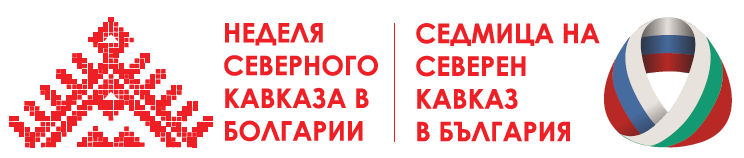 НЕДЕЛЯ
СЕВЕРНОГО
КАВКАЗА В
БОЛГАРИИ
СЕДМИЦА НА
СЕВЕРЕН
КАВКАЗ
В БЪЛГАРИЯ